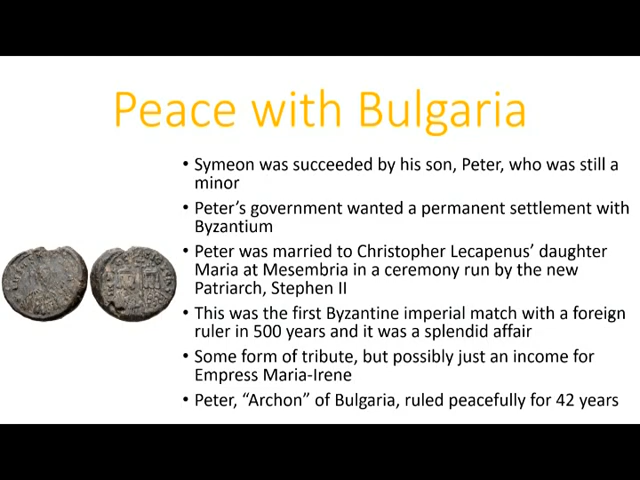 Peace with Bulgaria
• Symeon was succeeded by his son, Peter, who was still a
minor
• Peter's government wanted a permanent settlement with
Byzantium
• Peter was married to Christopher Lecapenus' daughter
Maria at Mesembria in a ceremony run by the new
Patriarch, Stephen II
• This was the first Byzantine imperial match with a foreign
ruler in 500 years and it was a splendid affair
• Some form of tribute, but possibly just an income for
Empress Maria-Irene
• Peter, “Archon” of Bulgaria, ruled peacefully for 42 years